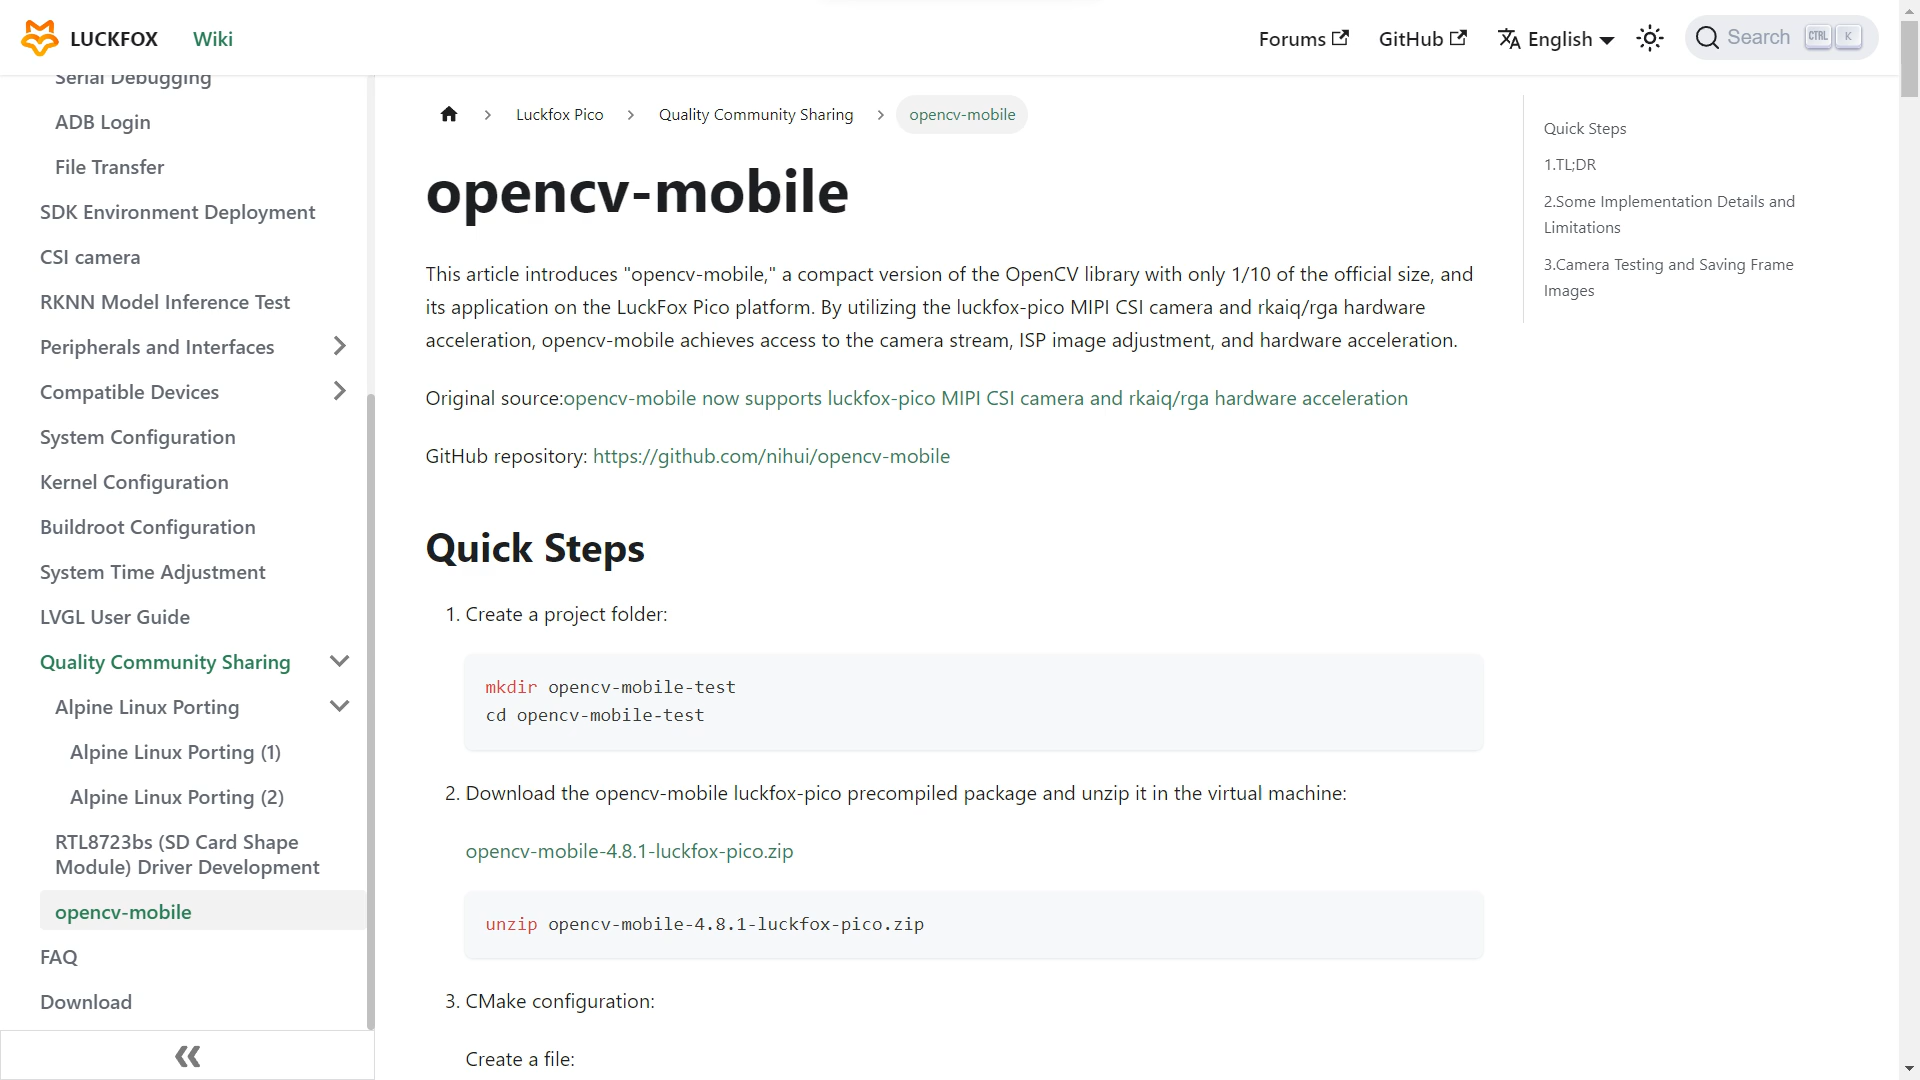 LUCKFOX
Wiki
Forums
GitHub
English
Search
CTRL
K
Serial Debugging
ADB Login
File Transfer
SDK Environment Deployment
CSI camera
RKNN Model Inference Test
Peripherals and Interfaces
Compatible Devices
System Configuration
Kernel Configuration
Buildroot Configuration
System Time Adjustment
LVGL User Guide
Quality Community Sharing
Alpine Linux Porting
Alpine Linux Porting (1)
Alpine Linux Porting (2)
RTL8723bs (SD Card Shape
Module) Driver Development
opencv-mobile
FAQ
Download
Luckfox Pico
Quality Community Sharing
opencv-mobile
opencv-mobile
This article introduces "opencv-mobile," a compact version of the OpenCV library with only 1/10 of the official size, and
its application on the LuckFox Pico platform. By utilizing the luckfox-pico MIPI CSI camera and rkaiq/rga hardware
acceleration, opencv-mobile achieves access to the camera stream, ISP image adjustment, and hardware acceleration.
Original source:opencv-mobile now supports luckfox-pico MIPI CSI camera and rkaiq/rga hardware acceleration
GitHub repository: https://github.com/nihui/opencv-mobile
Quick Steps
1. Create a project folder:
mkdir opencv-mobile-test
cd opencv-mobile-test
2. Download the opencv-mobile luckfox-pico precompiled package and unzip it in the virtual machine:
opencv-mobile-4.8.1-luckfox-pico.zip
unzip opencv-mobile-4.8.1-luckfox-pico.zip
3. CMake configuration:
Create a file:
Quick Steps
1.TL;DR
2.Some Implementation Details and
Limitations
3.Camera Testing and Saving Frame
Images